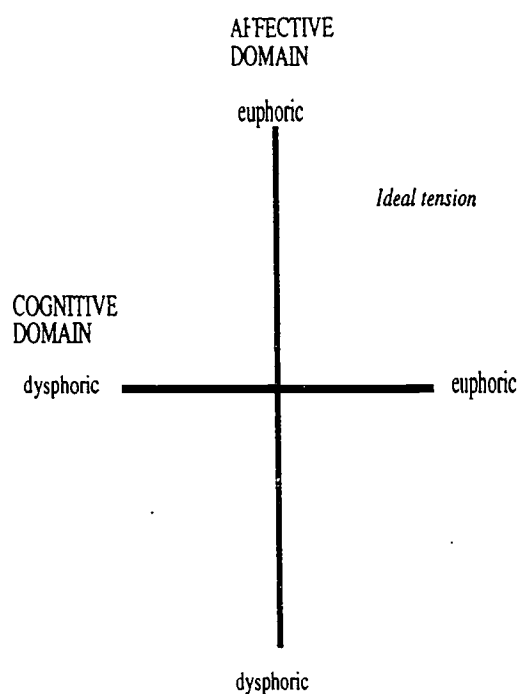 AFFECTIVE
DOMAIN
euphoric
Ideal tension
COGNITIVE
DOMAIN
dysphoric
euphoric
dysphoric